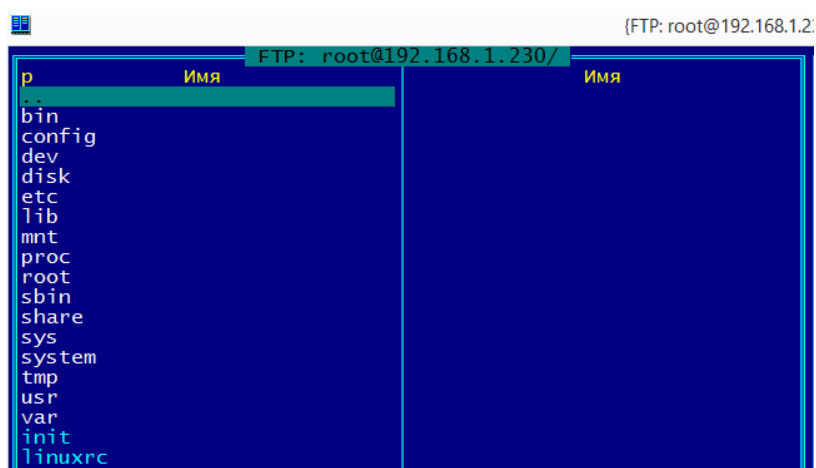 {FTP: root@192.168.1.23
FTP: root@192.168.1.230/
р Имя Имя
..
bin
config
dev
disk
etc
lib
mnt
proc
root
sbin
share
sys
system
tmp
usr
var
init
linuxrc